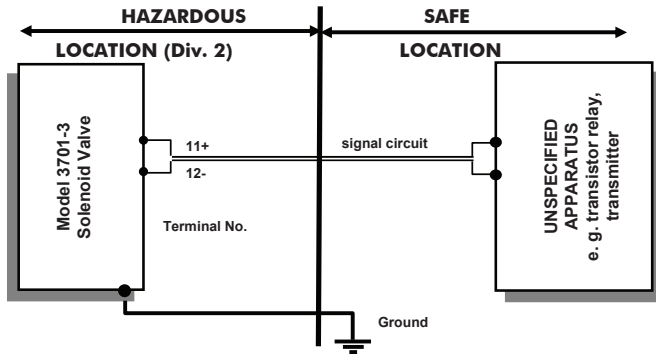 HAZARDOUS
SAFE
LOCATION (Div. 2)
LOCATION
Model 3701-3
Solenoid Valve
11+
12-
signal circuit
Terminal No.
UNSPECIFIED
APPARATUS
e. g. transistor relay,
transmitter
Ground